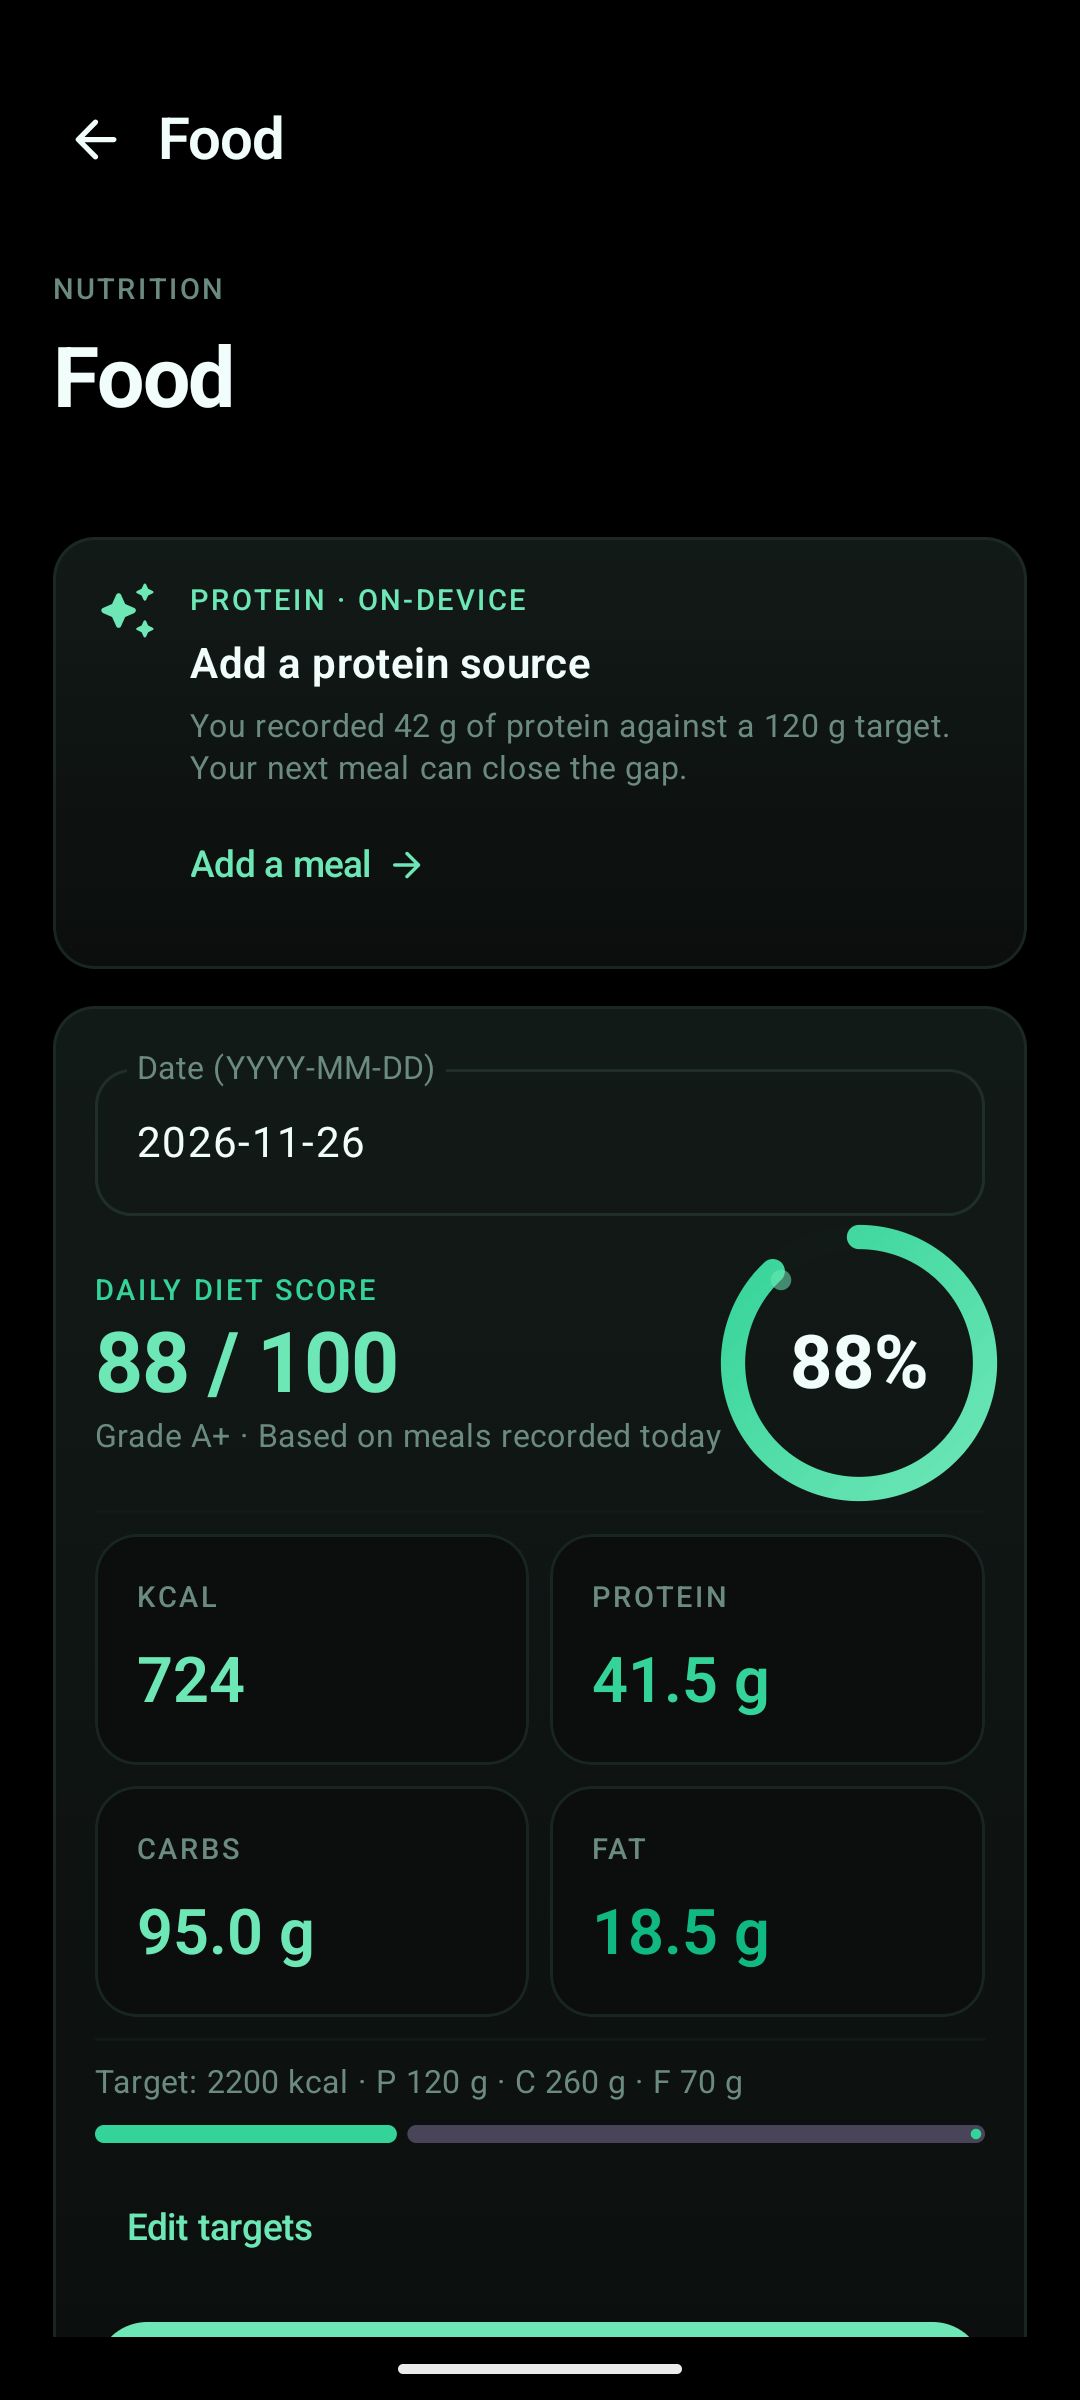 Food
NUTRITION
Food
PROTEIN · ON-DEVICE
Add a protein source
You recorded 42 g of protein against a 120 g target.
Your next meal can close the gap.
Add a meal →
Date (YYYY-MM-DD)
2026-11-26
DAILY DIET SCORE
88 / 100
Grade A+ · Based on meals recorded today
88%
KCAL
724
PROTEIN
41.5 g
CARBS
95.0 g
FAT
18.5 g
Target: 2200 kcal · P 120 g · C 260 g · F 70 g
Edit targets